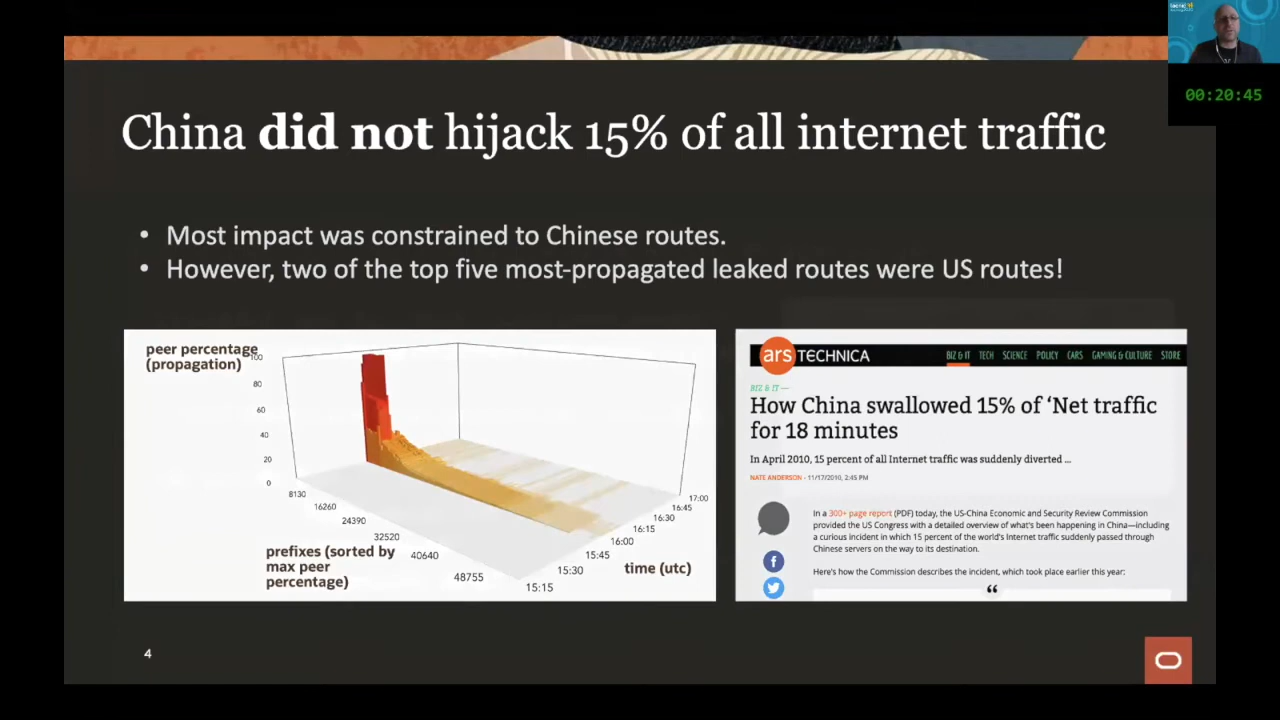 00:20:45
China did not hijack 15% of all internet traffic
• Most impact was constrained to Chinese routes.
• However, two of the top five most-propagated leaked routes were US routes!
peer percentage
(propagation)
100
80
60
40
20
0
8130
16260
24390
32520
40640
48755
prefixes (sorted by
max peer
percentage)
15:15
15:30
15:45
16:00
16:15
16:30
16:45
17:00
time (utc)
ars TECHNICA
BIZ & IT TECH SCIENCE POLICY CARS GAMING & CULTURE STORE
BIZ & IT —
How China swallowed 15% of ‘Net traffic
for 18 minutes
In April 2010, 15 percent of all Internet traffic was suddenly diverted ...
NATE ANDERSON - 11/17/2010, 2:45 PM
In a 300+ page report (PDF) today, the US-China Economic and Security Review Commission
provided the US Congress with a detailed overview of what's been happening in China—including
a curious incident in which 15 percent of the world's Internet traffic suddenly passed through
Chinese servers on the way to its destination.
Here's how the Commission describes the incident, which took place earlier this year:
“
4